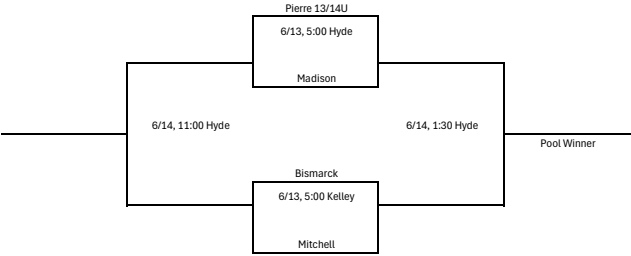 Pierre 13/14U
6/13, 5:00 Hyde
Madison
6/14, 11:00 Hyde
6/14, 1:30 Hyde
Pool Winner
Bismarck
6/13, 5:00 Kelley
Mitchell